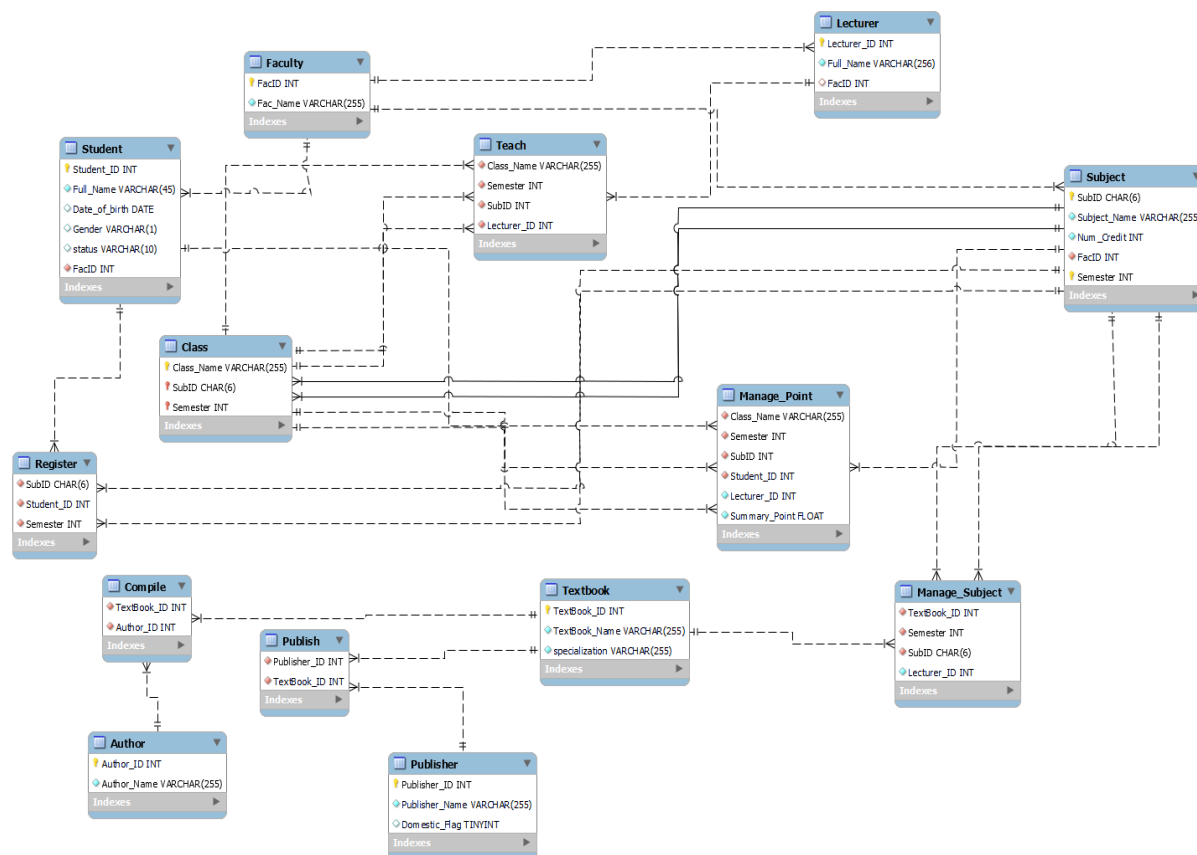 Lecturer
Lecturer_ID INT
Full_Name VARCHAR(256)
FacID INT
Indexes
Faculty
FacID INT
Fac_Name VARCHAR(255)
Indexes
Student
Student_ID INT
Full_Name VARCHAR(45)
Date_of_birth DATE
Gender VARCHAR(1)
status VARCHAR(10)
FacID INT
Indexes
Teach
Class_Name VARCHAR(255)
Semester INT
SubID INT
Lecturer_ID INT
Indexes
Subject
SubID CHAR(6)
Subject_Name VARCHAR(255
Num_Credit INT
FacID INT
Semester INT
Indexes
Class
Class_Name VARCHAR(255)
SubID CHAR(6)
Semester INT
Indexes
Manage_Point
Class_Name VARCHAR(255)
Semester INT
SubID INT
Student_ID INT
Lecturer_ID INT
Summary_Point FLOAT
Indexes
Register
SubID CHAR(6)
Student_ID INT
Semester INT
Indexes
Compile
TextBook_ID INT
Author_ID INT
Indexes
Publish
Publisher_ID INT
TextBook_ID INT
Indexes
Textbook
TextBook_ID INT
TextBook_Name VARCHAR(255)
specialization VARCHAR(255)
Indexes
Manage_Subject
TextBook_ID INT
Semester INT
SubID CHAR(6)
Lecturer_ID INT
Indexes
Author
Author_ID INT
Author_Name VARCHAR(255)
Indexes
Publisher
Publisher_ID INT
Publisher_Name VARCHAR(255)
Domestic_Flag TINYINT
Indexes